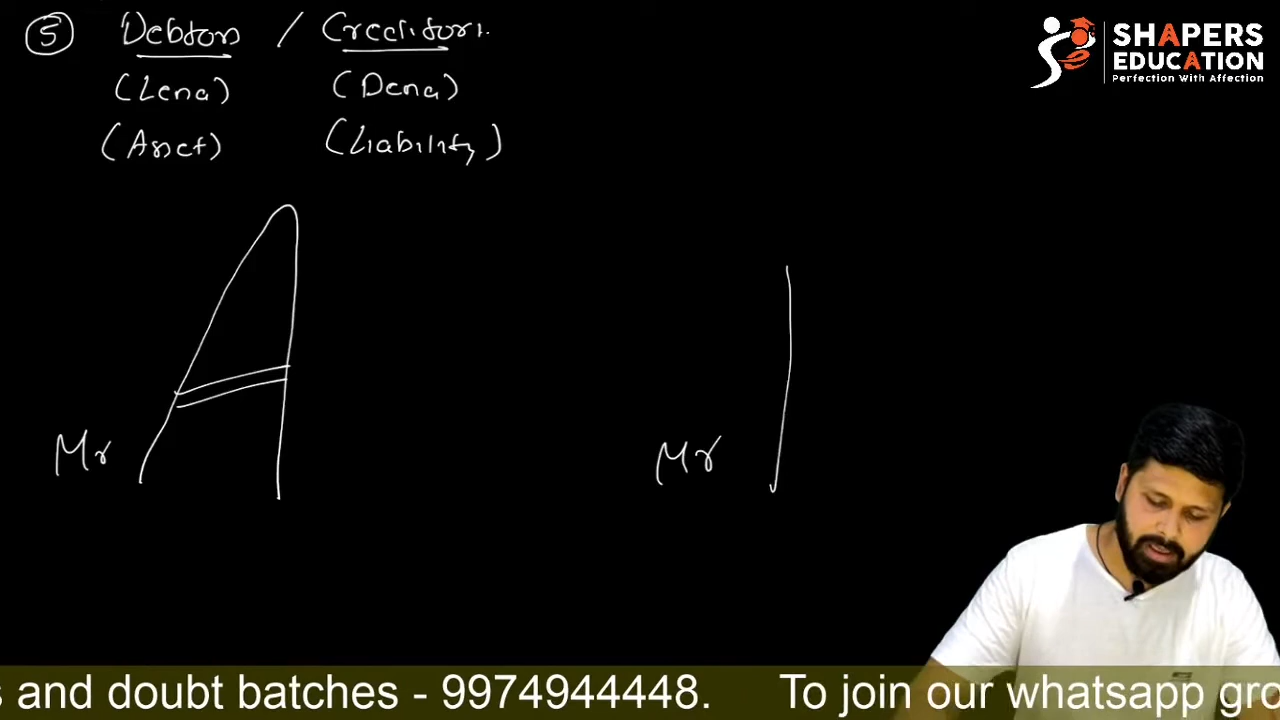 5 Debtors / Creditors.
(Lena) (Dena)
(Asset) (Liability)
Mr A Mr
SHAPERS
EDUCATION
Perfection With Affection
s and doubt batches - 9974944448. To join our whatsapp gro